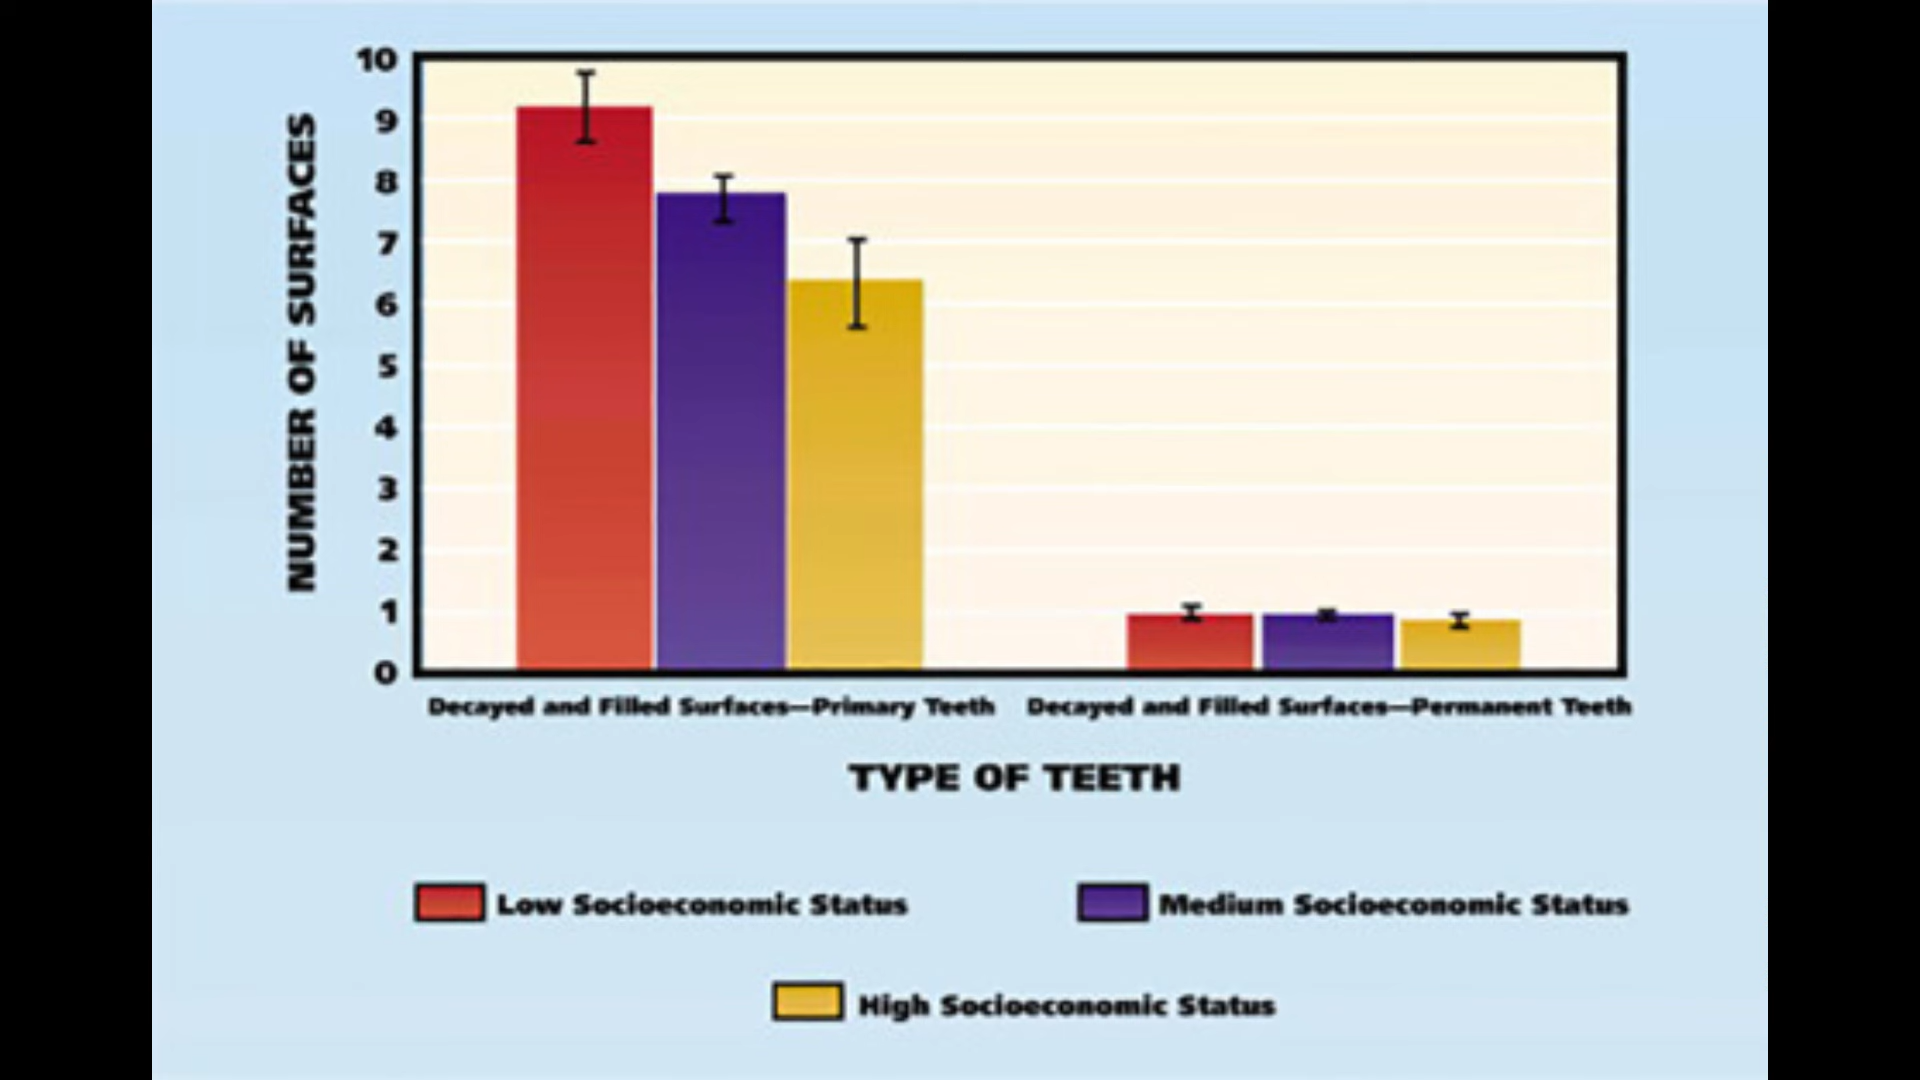 NUMBER OF SURFACES
10
9
8
7
6
5
4
3
2
1
0
Decayed and Filled Surfaces—Primary Teeth
Decayed and Filled Surfaces—Permanent Teeth
TYPE OF TEETH
Low Socioeconomic Status
Medium Socioeconomic Status
High Socioeconomic Status